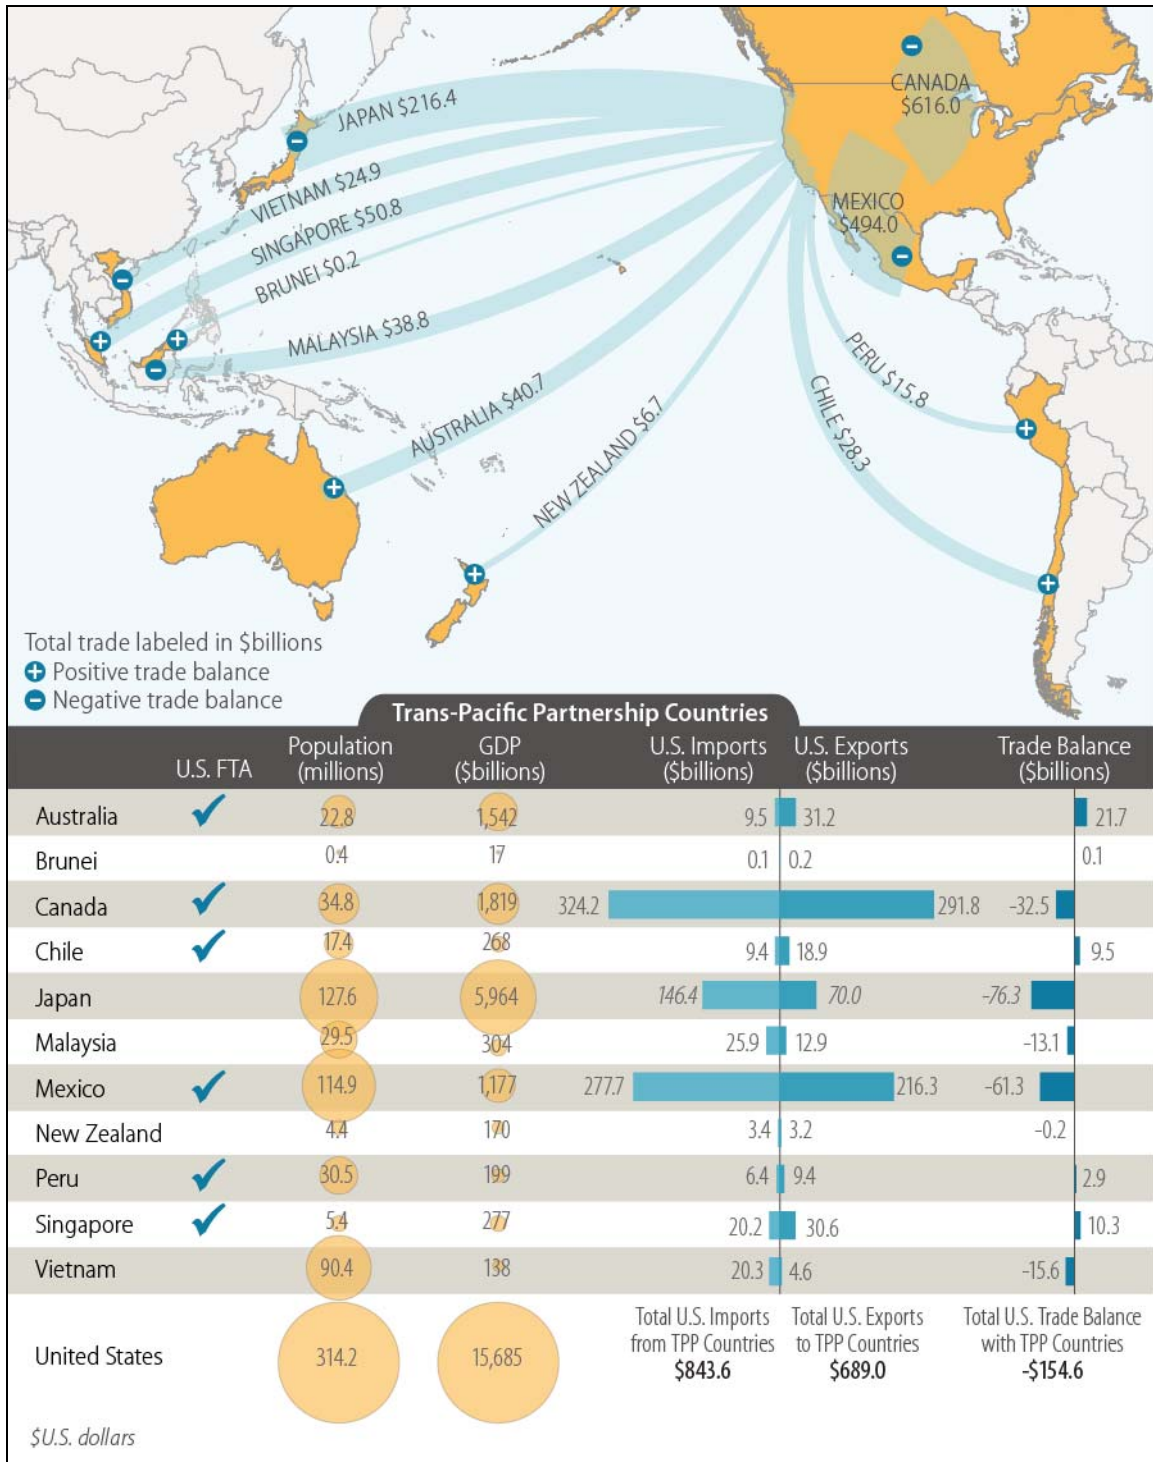 CANADA
$616.0
JAPAN $216.4
VIETNAM $24.9
SINGAPORE $50.8
BRUNEI $0.2
MEXICO
$494.0
MALAYSIA $38.8
PERU $15.8
AUSTRALIA $40.7
CHILE $28.3
NEW ZEALAND $6.7
Total trade labeled in $billions
+ Positive trade balance
− Negative trade balance
Trans-Pacific Partnership Countries
U.S. FTA Population (millions) GDP ($billions) U.S. Imports ($billions) U.S. Exports ($billions) Trade Balance ($billions)
Australia ✓ 22.8 1,542 9.5 31.2 21.7
Brunei 0.4 17 0.1 0.2 0.1
Canada ✓ 34.8 1,819 324.2 291.8 -32.5
Chile ✓ 17.4 268 9.4 18.9 9.5
Japan 127.6 5,964 146.4 70.0 -76.3
Malaysia 29.5 304 25.9 12.9 -13.1
Mexico ✓ 114.9 1,177 277.7 216.3 -61.3
New Zealand 4.4 170 3.4 3.2 -0.2
Peru ✓ 30.5 199 6.4 9.4 2.9
Singapore ✓ 5.4 277 20.2 30.6 10.3
Vietnam 90.4 138 20.3 4.6 -15.6
United States 314.2 15,685
Total U.S. Imports
from TPP Countries
$843.6
Total U.S. Exports
to TPP Countries
$689.0
Total U.S. Trade Balance
with TPP Countries
-$154.6
$U.S. dollars